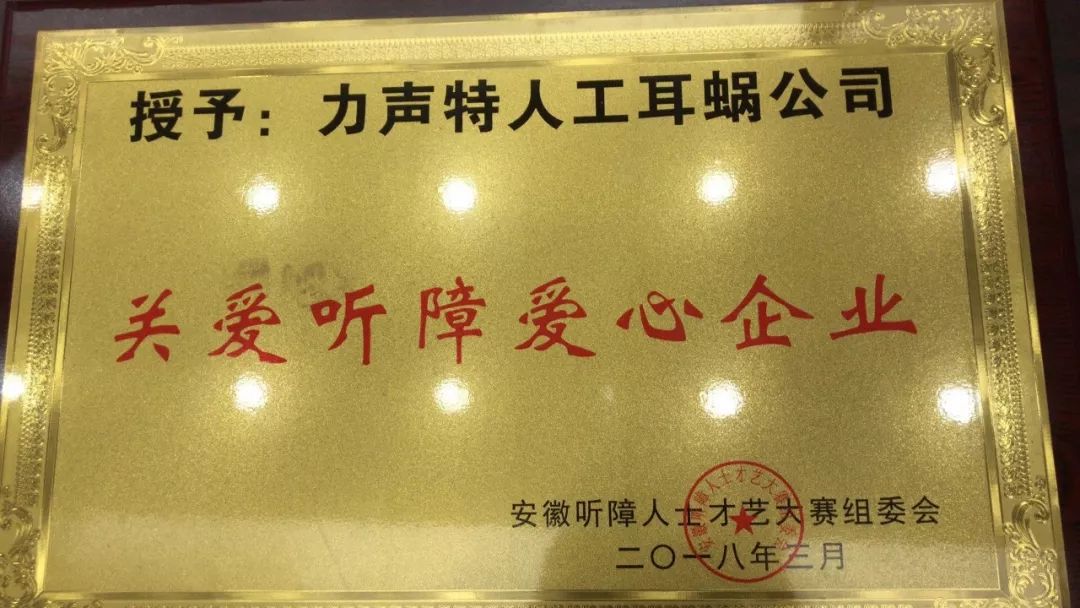 授予：力声特人工耳蜗公司
关爱听障爱心企业
安徽听障人士才艺大赛组委会
二〇一八年三月